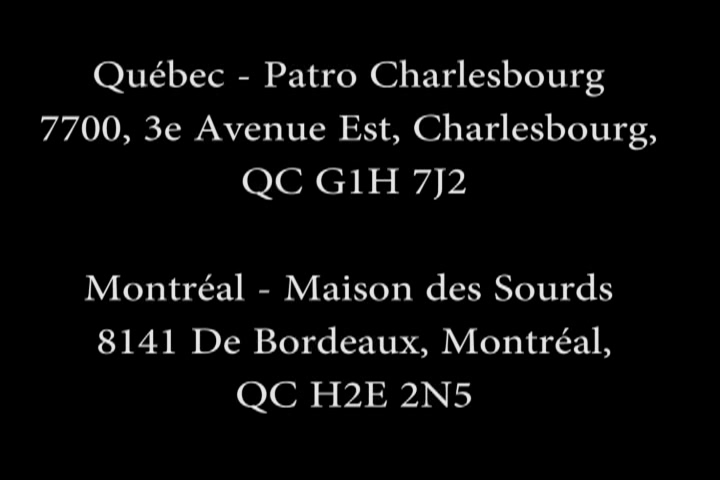 Québec - Patro Charlesbourg
7700, 3e Avenue Est, Charlesbourg,
QC G1H 7J2
Montréal - Maison des Sourds
8141 De Bordeaux, Montréal,
QC H2E 2N5